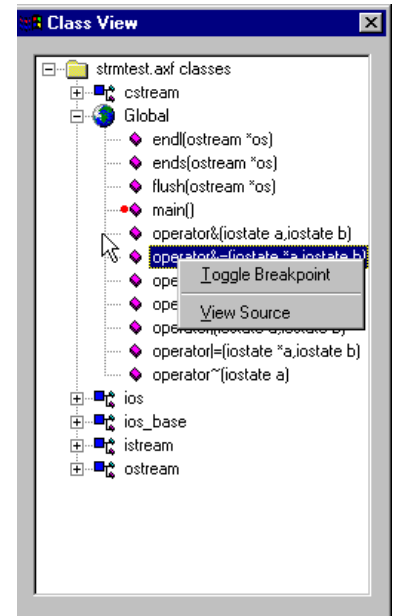 Class View
strmtest.axf classes
cstream
Global
endl(ostream *os)
ends(ostream *os)
flush(ostream *os)
main()
operator&(iostate a,iostate b)
operator&=(iostate *a,iostate b)
Toggle Breakpoint
View Source
operator|=(iostate *a,iostate b)
operator~(iostate a)
ios
ios_base
istream
ostream